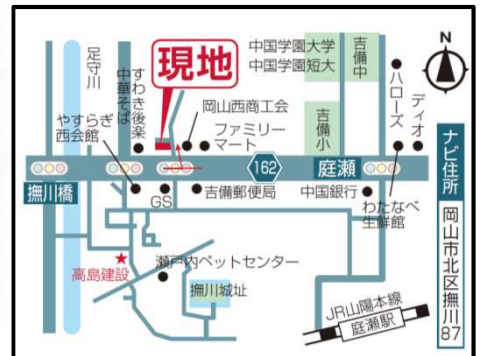 足守川
中華そば
すわき後楽
現地
中国学園大学
中国学園短大
吉備中
ハローズ
ディオ
N
岡山西商工会
やすらぎ
西会館
ファミリー
マート
吉備小
162
庭瀬
撫川橋
GS
吉備郵便局
中国銀行
わたなべ
生鮮館
高島建設
瀬戸内ペットセンター
撫川城址
JR山陽本線
庭瀬駅
ナビ住所
岡山市北区撫川87